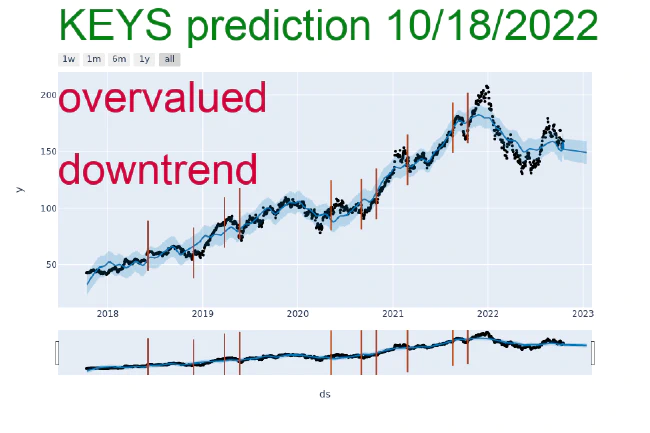 KEYS prediction 10/18/2022
1w 1m 6m 1y all
overvalued
downtrend
y
200
150
100
50
2018 2019 2020 2021 2022 2023
ds